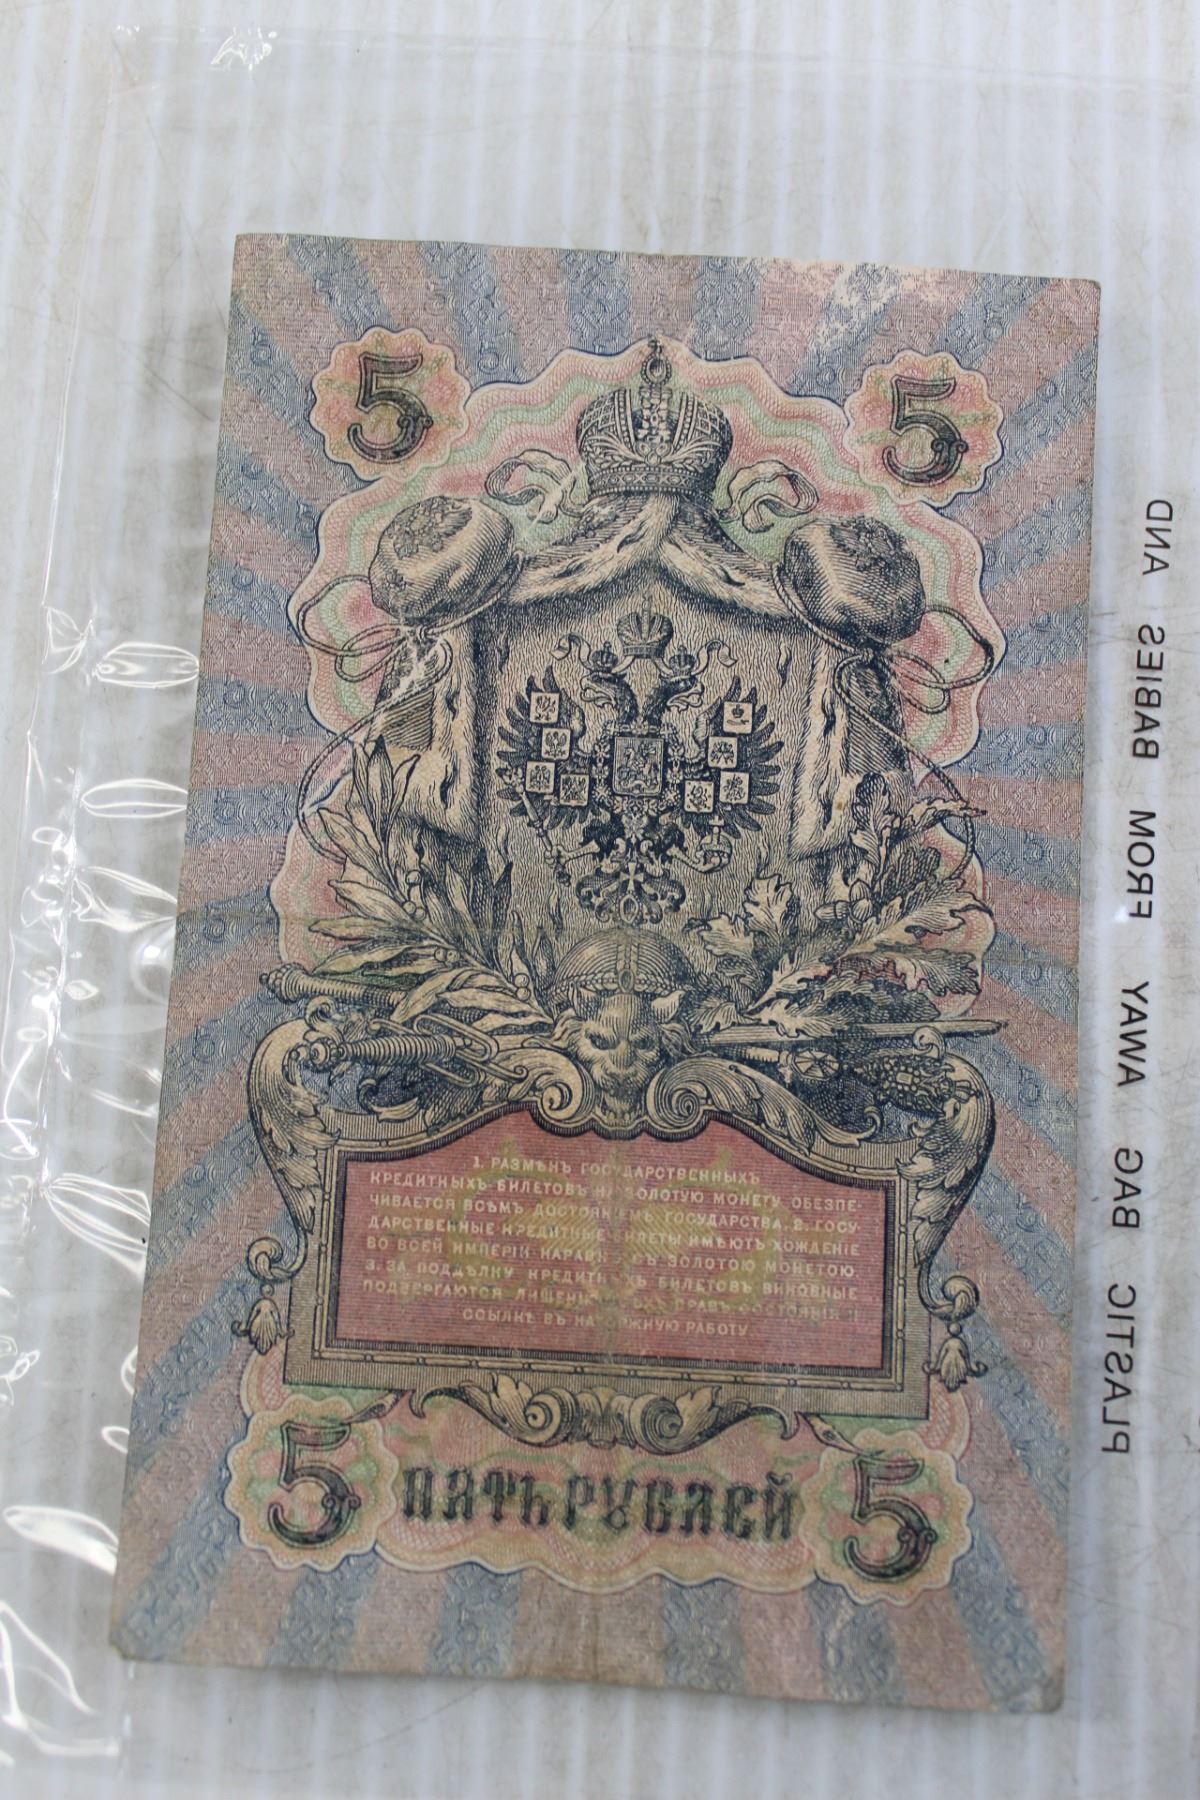 5 5
1. РАЗМѢНЪ ГОСУДАРСТВЕННЫХЪ
КРЕДИТНЫХЪ БИЛЕТОВЪ НА ЗОЛОТУЮ МОНЕТУ ОБЕЗПЕ-
ЧИВАЕТСЯ ВСѢМЪ ДОСТОЯНІЕМЪ ГОСУДАРСТВА. 2. ГОСУ-
ДАРСТВЕННЫЕ КРЕДИТНЫЕ БИЛЕТЫ ИМѢЮТЪ ХОЖДЕНІЕ
ВО ВСЕЙ ИМПЕРІИ НАРАВНѢ СЪ ЗОЛОТОЮ МОНЕТОЮ.
3. ЗА ПОДДѢЛКУ КРЕДИТНЫХЪ БИЛЕТОВЪ ВИНОВНЫЕ
ПОДВЕРГАЮТСЯ ЛИШЕНІЮ ВСѢХЪ ПРАВЪ СОСТОЯНІЯ И
ССЫЛКѢ ВЪ КАТОРЖНУЮ РАБОТУ.
5 ПЯТЬ РУБЛЕЙ 5
PLASTIC BAG AWAY FROM BABIES AND